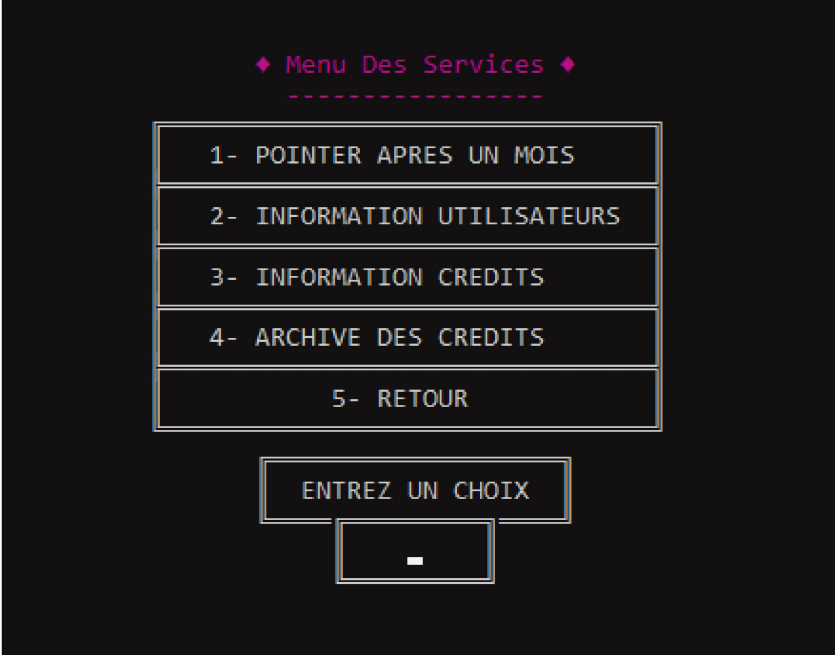 ♦ Menu Des Services ♦
-----------------
1- POINTER APRES UN MOIS
2- INFORMATION UTILISATEURS
3- INFORMATION CREDITS
4- ARCHIVE DES CREDITS
5- RETOUR
ENTREZ UN CHOIX